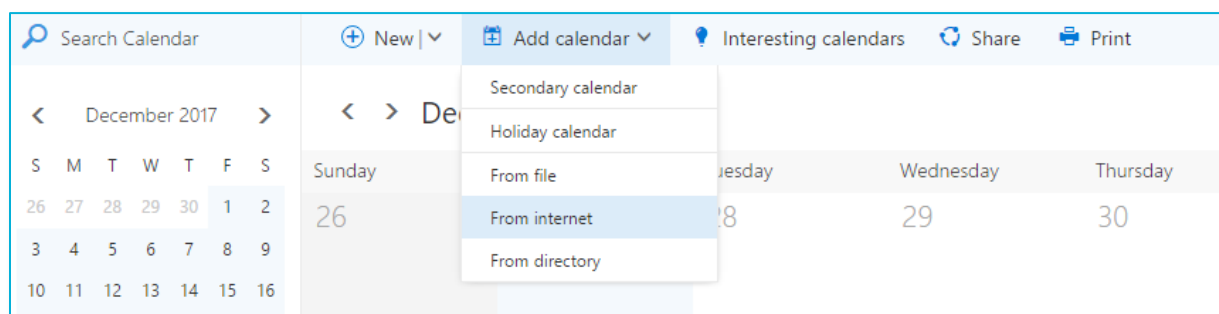 Search Calendar
New | Add calendar Interesting calendars Share Print
Secondary calendar
Holiday calendar
From file
From internet
From directory
December 2017
S M T W T F S
26 27 28 29 30 1 2
3 4 5 6 7 8 9
10 11 12 13 14 15 16
Dec
Sunday uesday Wednesday Thursday
26 28 29 30